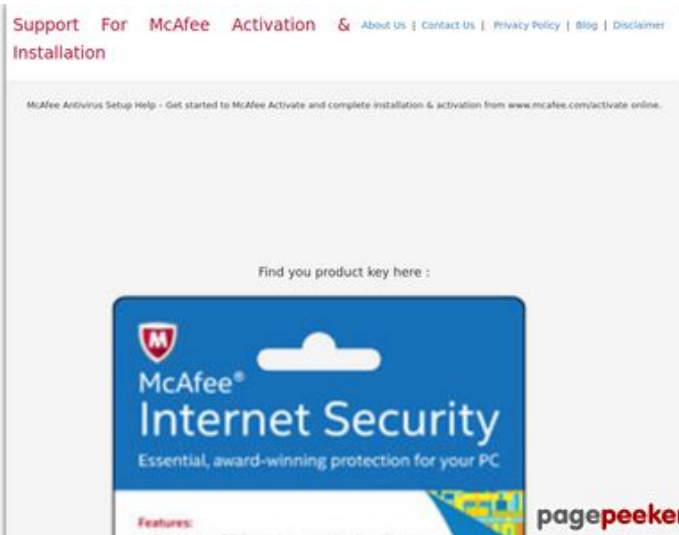 Support For McAfee Activation &
Installation
About Us | Contact Us | Privacy Policy | Blog | Disclaimer
McAfee Antivirus Setup Help - Get started to McAfee Activate and complete installation & activation from www.mcafee.com/activate online.
Find you product key here :
McAfee®
Internet Security
Essential, award-winning protection for your PC
Features:
pagepeeker